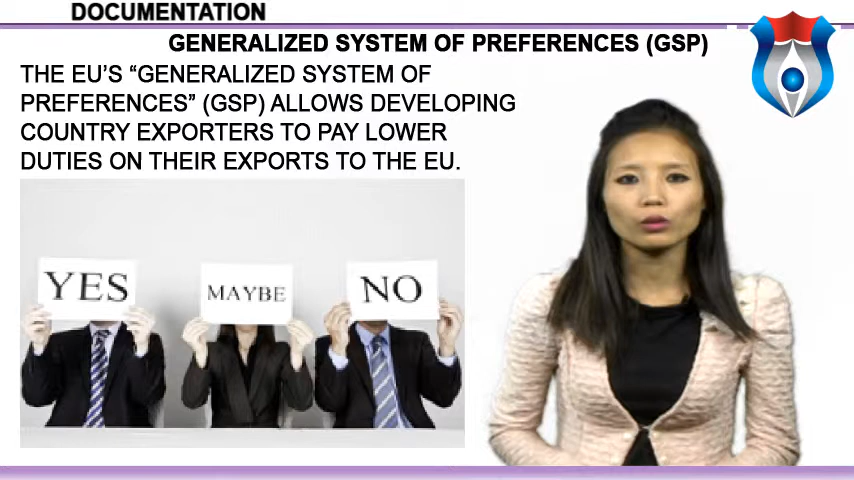 DOCUMENTATION
GENERALIZED SYSTEM OF PREFERENCES (GSP)
THE EU’S “GENERALIZED SYSTEM OF
PREFERENCES” (GSP) ALLOWS DEVELOPING
COUNTRY EXPORTERS TO PAY LOWER
DUTIES ON THEIR EXPORTS TO THE EU.
YES
MAYBE
NO